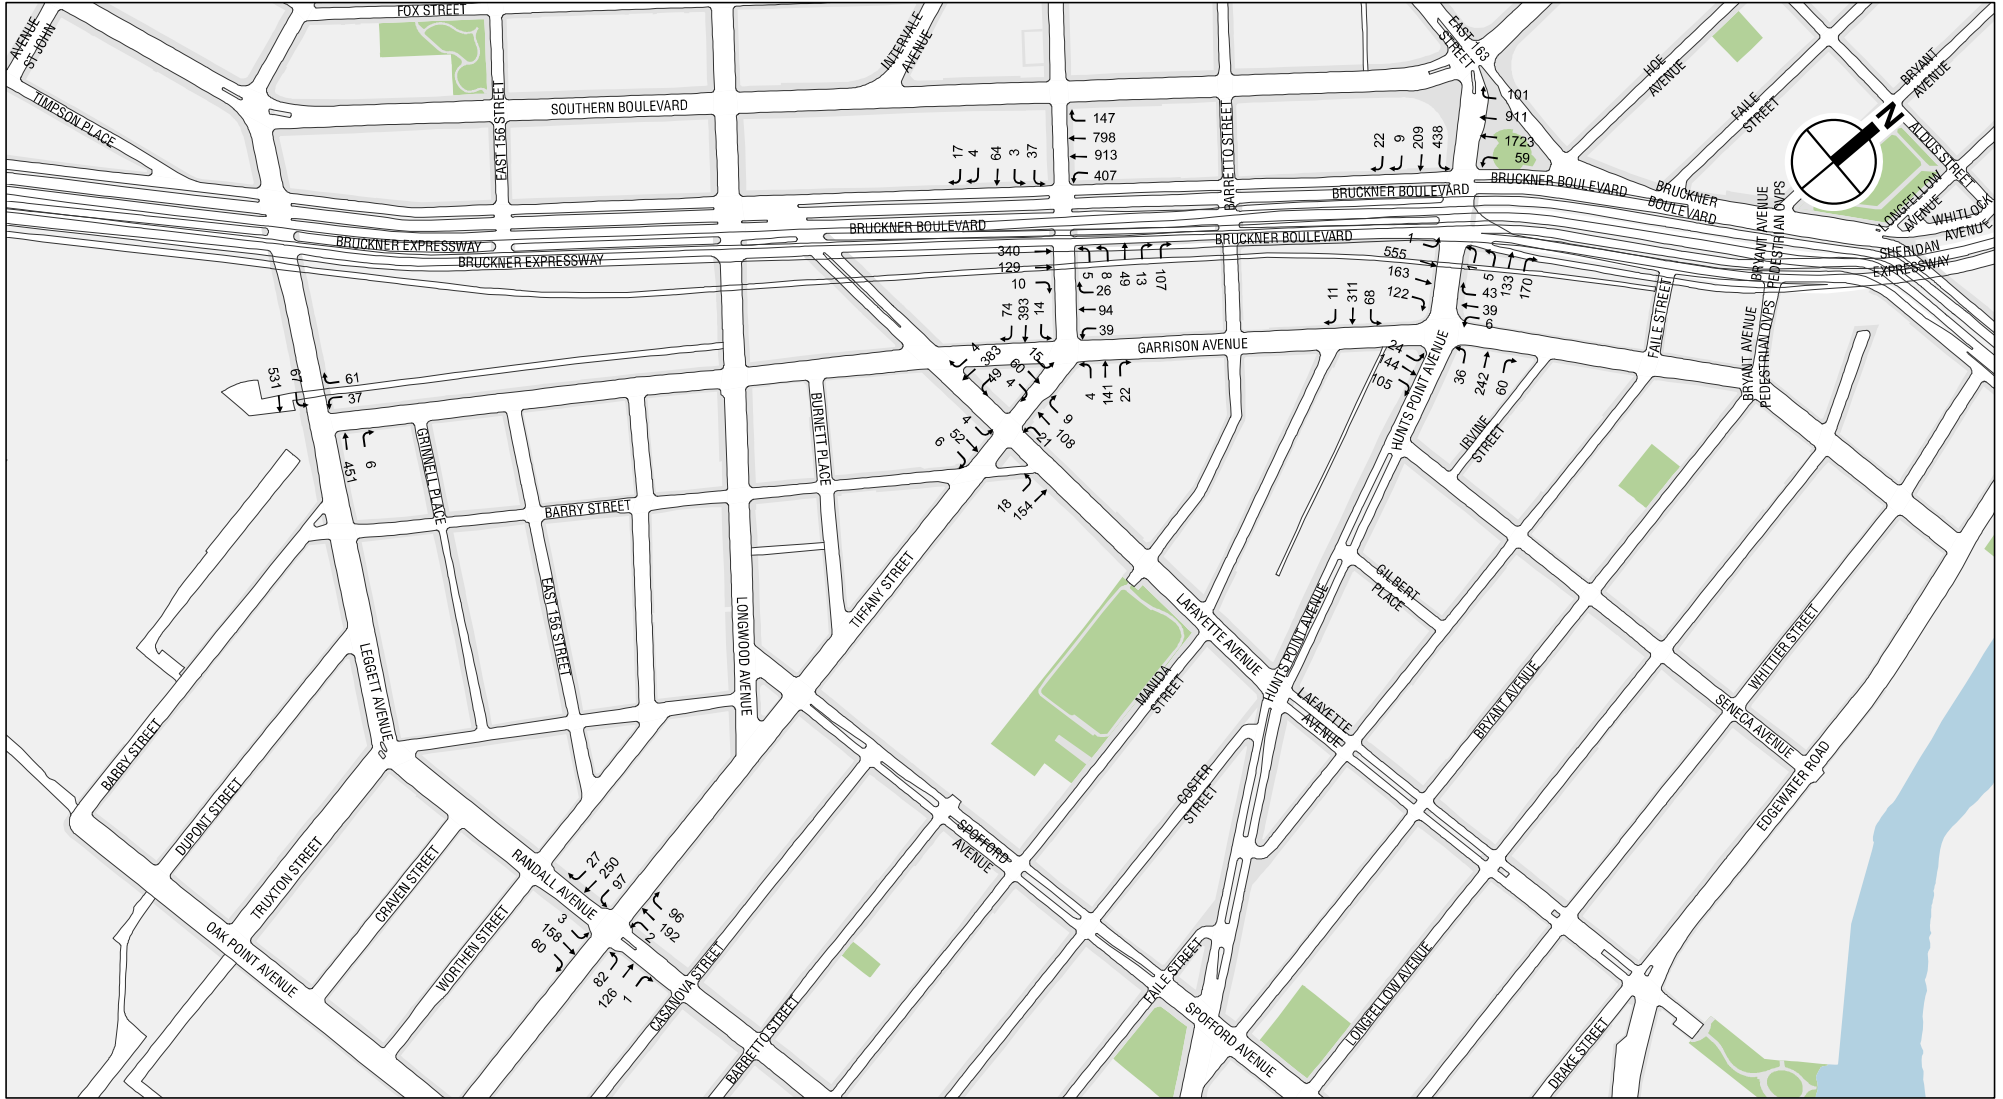 FOX STREET
AVENUE
ST JOHN
TIMPSON PLACE
EAST 156 STREET
SOUTHERN BOULEVARD
INTERVALE
AVENUE
BARRETTO STREET
EAST 163
STREET
HOE
AVENUE
FAILE
STREET
BRYANT
AVENUE
N
ALDUS STREET
LONGFELLOW
AVENUE
WHITLOCK
AVENUE
SHERIDAN
EXPRESSWAY
147
798
913
407
17
4
64
3
37
22
9
209
438
101
911
1723
59
BRUCKNER BOULEVARD
BRUCKNER BOULEVARD
BRUCKNER
BOULEVARD
BRUCKNER BOULEVARD
BRUCKNER BOULEVARD
BRUCKNER EXPRESSWAY
BRUCKNER EXPRESSWAY
BRYANT AVENUE
PEDESTRIAN OVPS
BRYANT AVENUE
PEDESTRIAN OVPS
FAILE STREET
340
129
10
5
8
49
13
107
26
94
39
74
393
14
1
555
163
122
1
5
133
170
43
39
6
11
311
68
GARRISON AVENUE
24
144
105
36
242
60
4
141
22
4
383
49
15
60
4
4
52
6
9
108
21
18
154
531
67
61
37
451
6
GRINNELL PLACE
BURNETT PLACE
BARRY STREET
HUNTS POINT AVENUE
IRVINE
STREET
GILBERT
PLACE
EAST 156 STREET
LONGWOOD AVENUE
TIFFANY STREET
LAFAYETTE AVENUE
HUNTS POINT AVENUE
LAFAYETTE
AVENUE
MANIDA
STREET
LEGGETT AVENUE
BARRY STREET
DUPONT STREET
TRUXTON STREET
CRAVEN STREET
WORTHEN STREET
RANDALL AVENUE
OAK POINT AVENUE
COSTER
STREET
SPOFFORD
AVENUE
BRYANT AVENUE
WHITTIER STREET
SENECA AVENUE
EDGEWATER ROAD
27
250
97
3
158
60
96
192
2
82
126
1
CASANOVA STREET
BARRETTO STREET
FAILE STREET
SPOFFORD AVENUE
LONGFELLOW AVENUE
DRAKE STREET